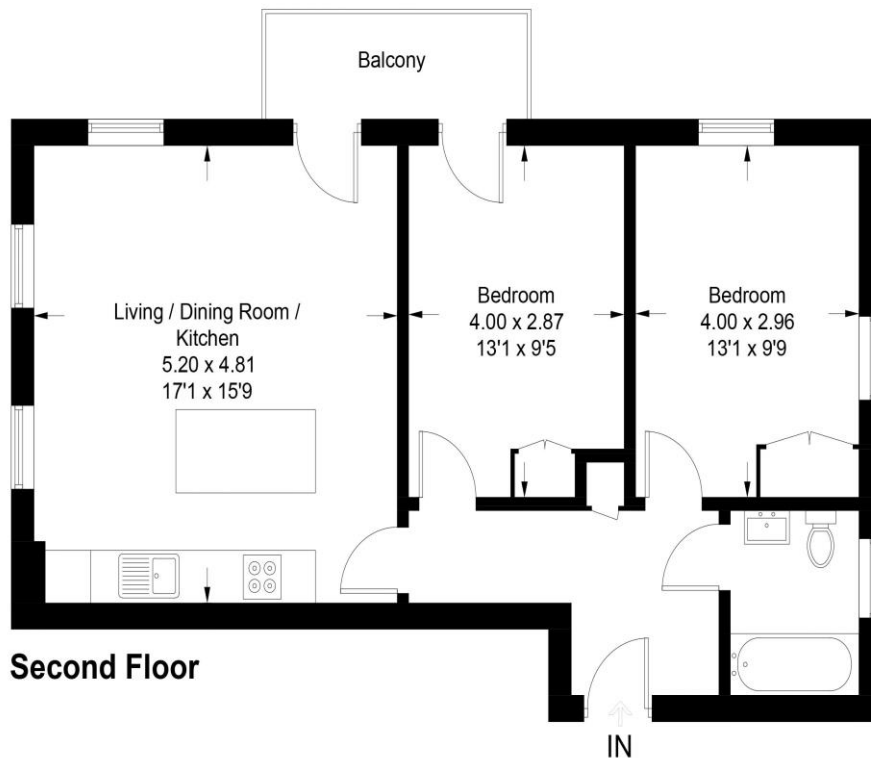 Balcony
Living / Dining Room /
Kitchen
5.20 x 4.81
17'1 x 15'9
Bedroom
4.00 x 2.87
13'1 x 9'5
Bedroom
4.00 x 2.96
13'1 x 9'9
Second Floor
IN